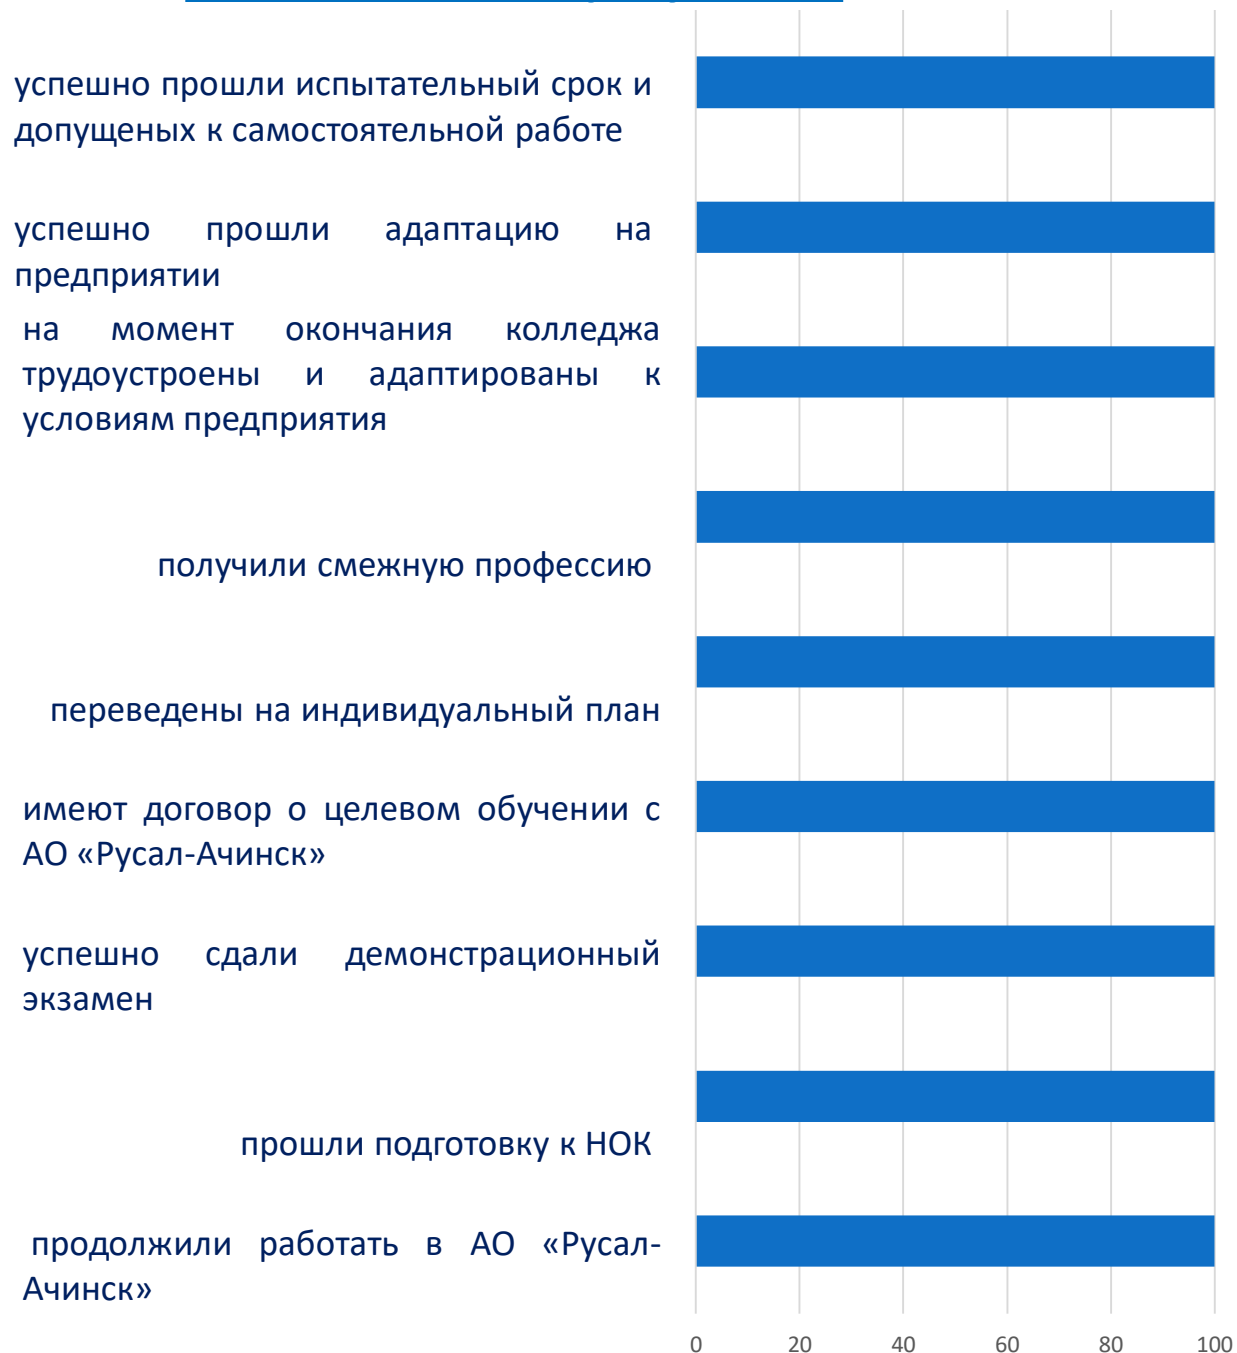 успешно прошли испытательный срок и
допущеных к самостоятельной работе
успешно прошли адаптацию на
предприятии
на момент окончания колледжа
трудоустроены и адаптированы к
условиям предприятия
получили смежную профессию
переведены на индивидуальный план
имеют договор о целевом обучении с
АО «Русал-Ачинск»
успешно сдали демонстрационный
экзамен
прошли подготовку к НОК
продолжили работать в АО «Русал-
Ачинск»
0 20 40 60 80 100